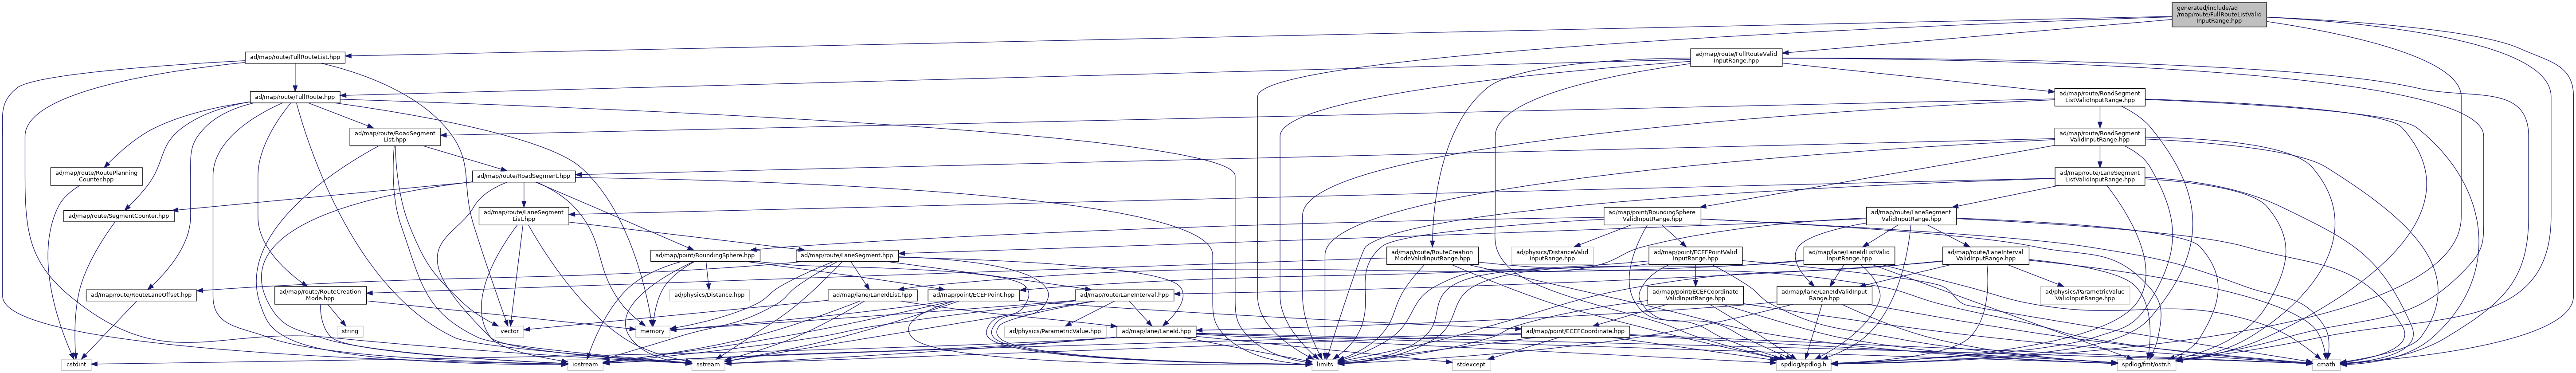 generated/include/ad
/map/route/FullRouteListValid
InputRange.hpp
ad/map/route/FullRouteList.hpp
ad/map/route/FullRouteValid
InputRange.hpp
ad/map/route/FullRoute.hpp
ad/map/route/RoadSegment
ListValidInputRange.hpp
ad/map/route/RoadSegment
List.hpp
ad/map/route/RoadSegment
ValidInputRange.hpp
ad/map/route/RoutePlanning
Counter.hpp
ad/map/route/RoadSegment.hpp
ad/map/route/LaneSegment
ListValidInputRange.hpp
ad/map/route/SegmentCounter.hpp
ad/map/route/LaneSegment
List.hpp
ad/map/point/BoundingSphere
ValidInputRange.hpp
ad/map/route/LaneSegment
ValidInputRange.hpp
ad/map/point/BoundingSphere.hpp
ad/map/route/LaneSegment.hpp
ad/physics/DistanceValid
InputRange.hpp
ad/map/route/RouteCreation
ModeValidInputRange.hpp
ad/map/point/ECEFPointValid
InputRange.hpp
ad/map/lane/LaneIdListValid
InputRange.hpp
ad/map/route/LaneInterval
ValidInputRange.hpp
ad/map/route/RouteLaneOffset.hpp
ad/map/route/RouteCreation
Mode.hpp
ad/physics/Distance.hpp
ad/map/lane/LaneIdList.hpp
ad/map/point/ECEFPoint.hpp
ad/map/route/LaneInterval.hpp
ad/map/point/ECEFCoordinate
ValidInputRange.hpp
ad/map/lane/LaneIdValidInput
Range.hpp
ad/physics/ParametricValue
ValidInputRange.hpp
string
vector
memory
ad/physics/ParametricValue.hpp
ad/map/lane/LaneId.hpp
ad/map/point/ECEFCoordinate.hpp
cstdint
iostream
sstream
limits
stdexcept
spdlog/spdlog.h
spdlog/fmt/ostr.h
cmath